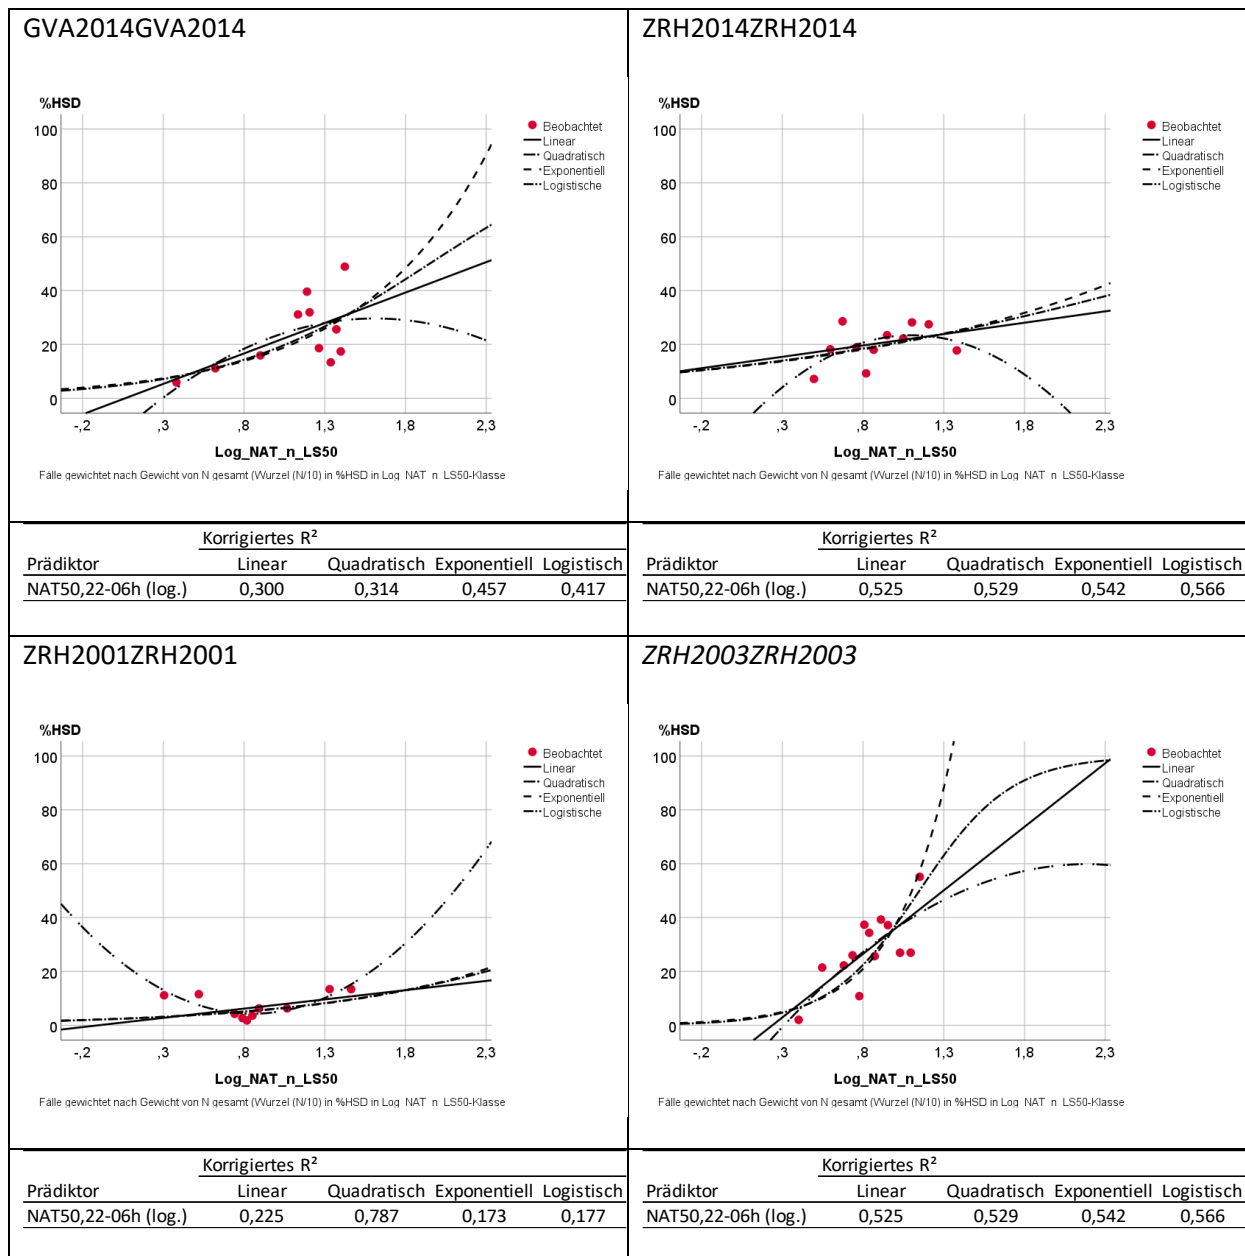 GVA2014GVA2014
%HSD
100
80
60
40
20
0
-,2 ,3 ,8 1,3 1,8 2,3
Log_NAT_n_LS50
Beobachtet
Linear
Quadratisch
Exponentiell
Logistische
Fälle gewichtet nach Gewicht von N gesamt (Wurzel (N/10) in %HSD in Log_NAT_n_LS50-Klasse
Korrigiertes R²
Prädiktor Linear Quadratisch Exponentiell Logistisch
NAT50,22-06h (log.) 0,300 0,314 0,457 0,417
ZRH2014ZRH2014
%HSD
100
80
60
40
20
0
-,2 ,3 ,8 1,3 1,8 2,3
Log_NAT_n_LS50
Beobachtet
Linear
Quadratisch
Exponentiell
Logistische
Fälle gewichtet nach Gewicht von N gesamt (Wurzel (N/10) in %HSD in Log_NAT_n_LS50-Klasse
Korrigiertes R²
Prädiktor Linear Quadratisch Exponentiell Logistisch
NAT50,22-06h (log.) 0,525 0,529 0,542 0,566
ZRH2001ZRH2001
%HSD
100
80
60
40
20
0
-,2 ,3 ,8 1,3 1,8 2,3
Log_NAT_n_LS50
Beobachtet
Linear
Quadratisch
Exponentiell
Logistische
Fälle gewichtet nach Gewicht von N gesamt (Wurzel (N/10) in %HSD in Log_NAT_n_LS50-Klasse
Korrigiertes R²
Prädiktor Linear Quadratisch Exponentiell Logistisch
NAT50,22-06h (log.) 0,225 0,787 0,173 0,177
ZRH2003ZRH2003
%HSD
100
80
60
40
20
0
-,2 ,3 ,8 1,3 1,8 2,3
Log_NAT_n_LS50
Beobachtet
Linear
Quadratisch
Exponentiell
Logistische
Fälle gewichtet nach Gewicht von N gesamt (Wurzel (N/10) in %HSD in Log_NAT_n_LS50-Klasse
Korrigiertes R²
Prädiktor Linear Quadratisch Exponentiell Logistisch
NAT50,22-06h (log.) 0,525 0,529 0,542 0,566